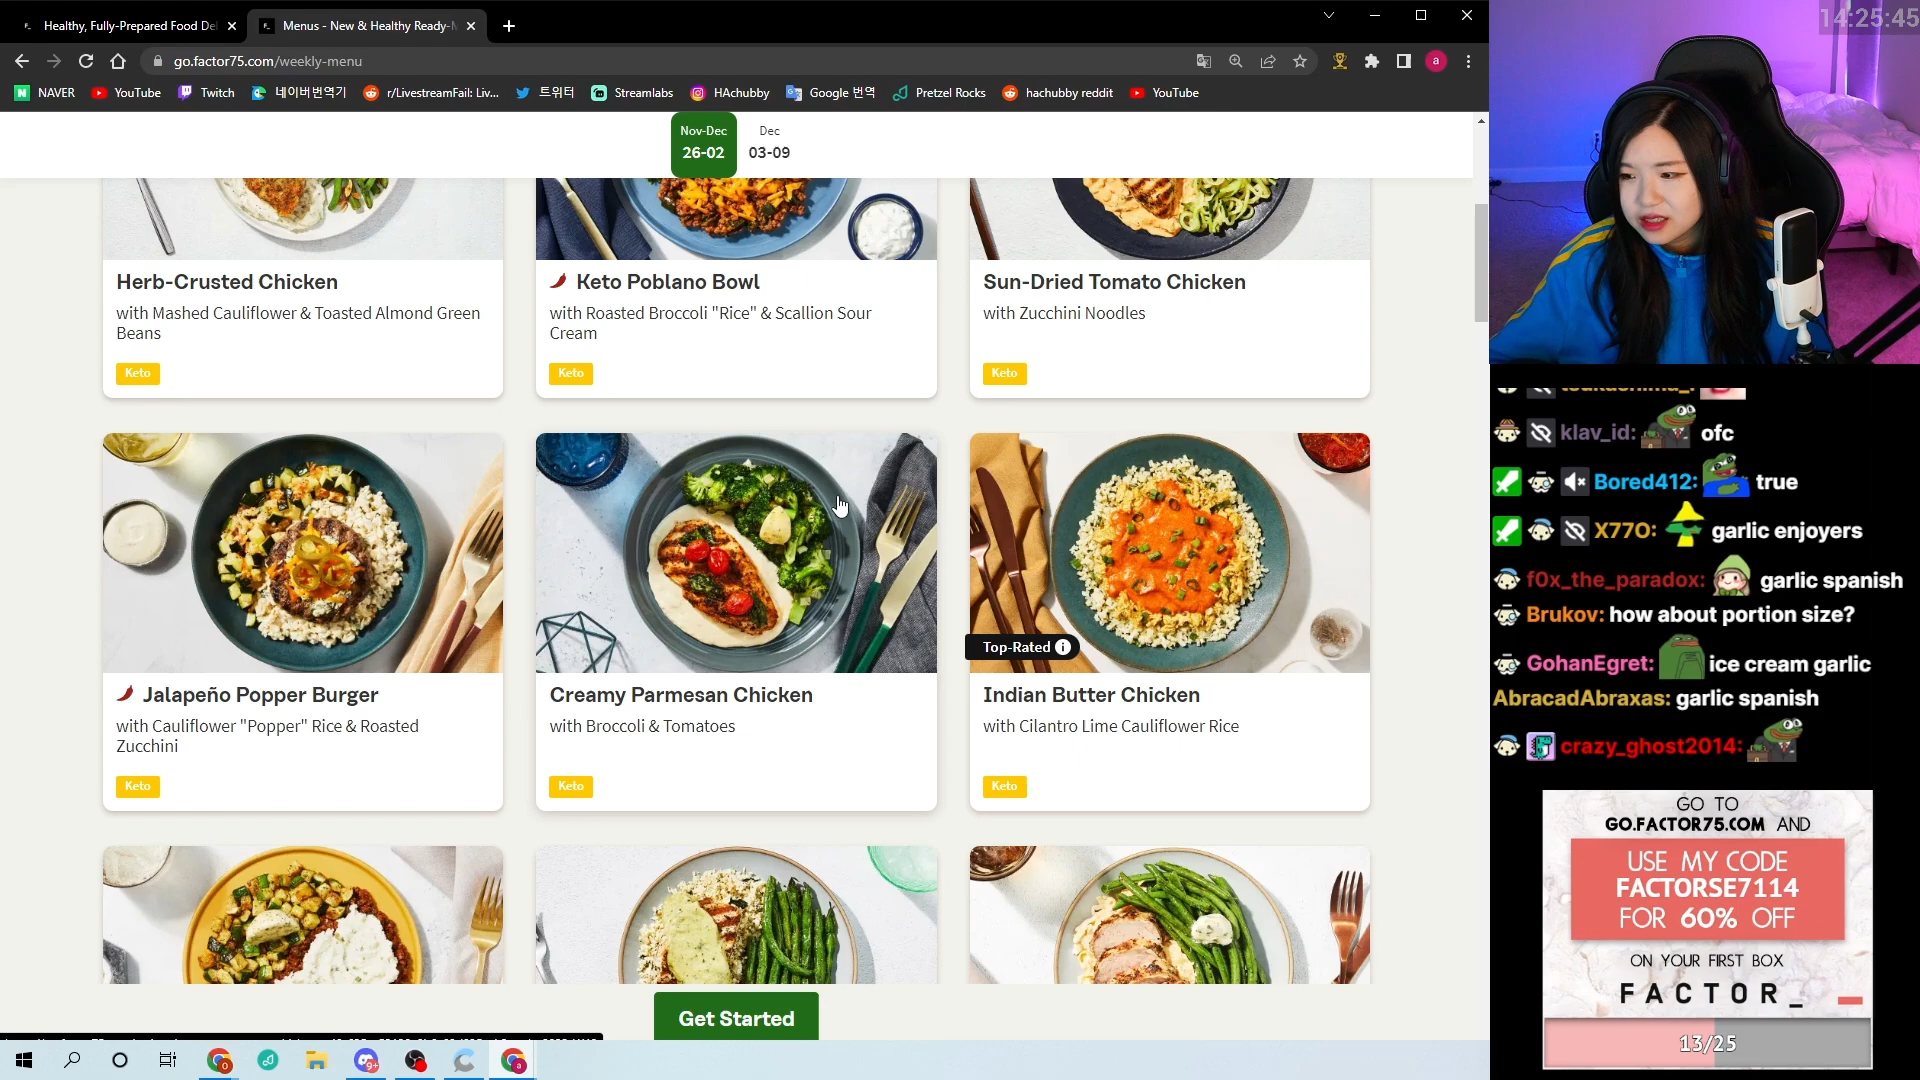 Healthy, Fully-Prepared Food Del
Menus - New & Healthy Ready-M
14:25:45
go.factor75.com/weekly-menu
NAVER
YouTube
Twitch
네이버번역기
r/LivestreamFail: Liv...
트위터
Streamlabs
HAchubby
Google 번역
Pretzel Rocks
hachubby reddit
YouTube
Nov-Dec
26-02
Dec
03-09
Herb-Crusted Chicken
with Mashed Cauliflower & Toasted Almond Green
Beans
Keto
Keto Poblano Bowl
with Roasted Broccoli "Rice" & Scallion Sour
Cream
Keto
Sun-Dried Tomato Chicken
with Zucchini Noodles
Keto
Jalapeño Popper Burger
with Cauliflower "Popper" Rice & Roasted
Zucchini
Keto
Creamy Parmesan Chicken
with Broccoli & Tomatoes
Keto
Top-Rated
Indian Butter Chicken
with Cilantro Lime Cauliflower Rice
Keto
Get Started
klav_id: ofc
Bored412: true
X77O: garlic enjoyers
f0x_the_paradox: garlic spanish
Brukov: how about portion size?
GohanEgret: ice cream garlic
AbracadAbraxas: garlic spanish
crazy_ghost2014:
GO TO
GO.FACTOR75.COM AND
USE MY CODE
FACTORSE7114
FOR 60% OFF
ON YOUR FIRST BOX
FACTOR_
13/25
9+